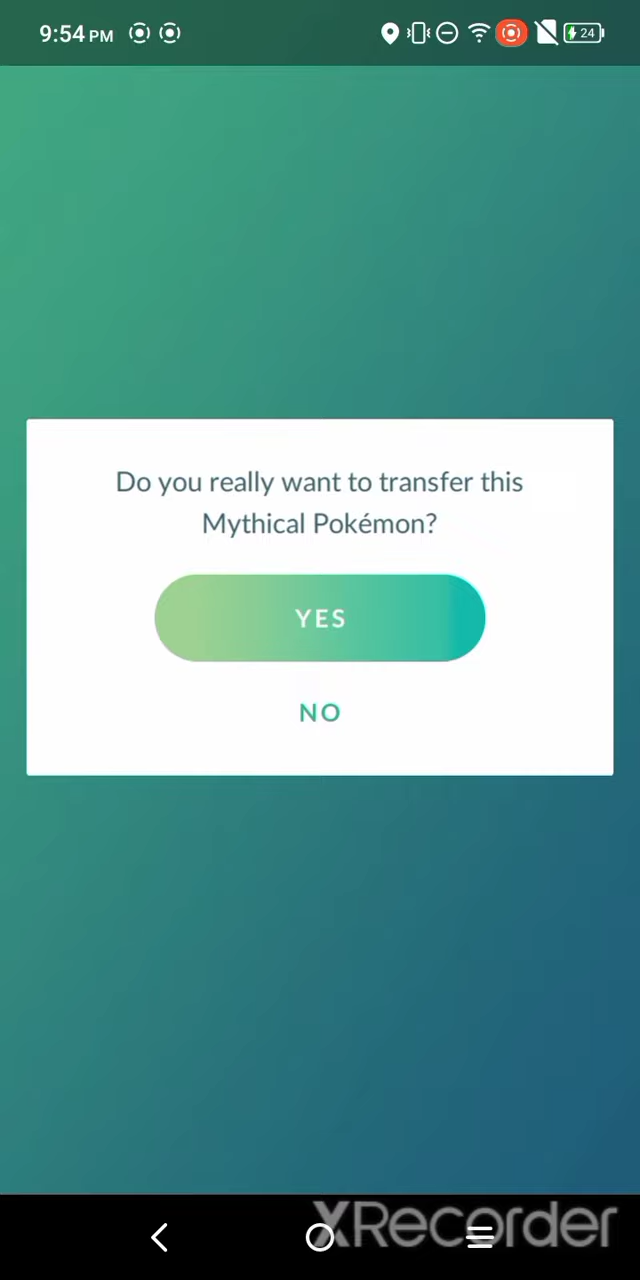 9:54 PM
24
Do you really want to transfer this
Mythical Pokémon?
YES
NO
XRecorder